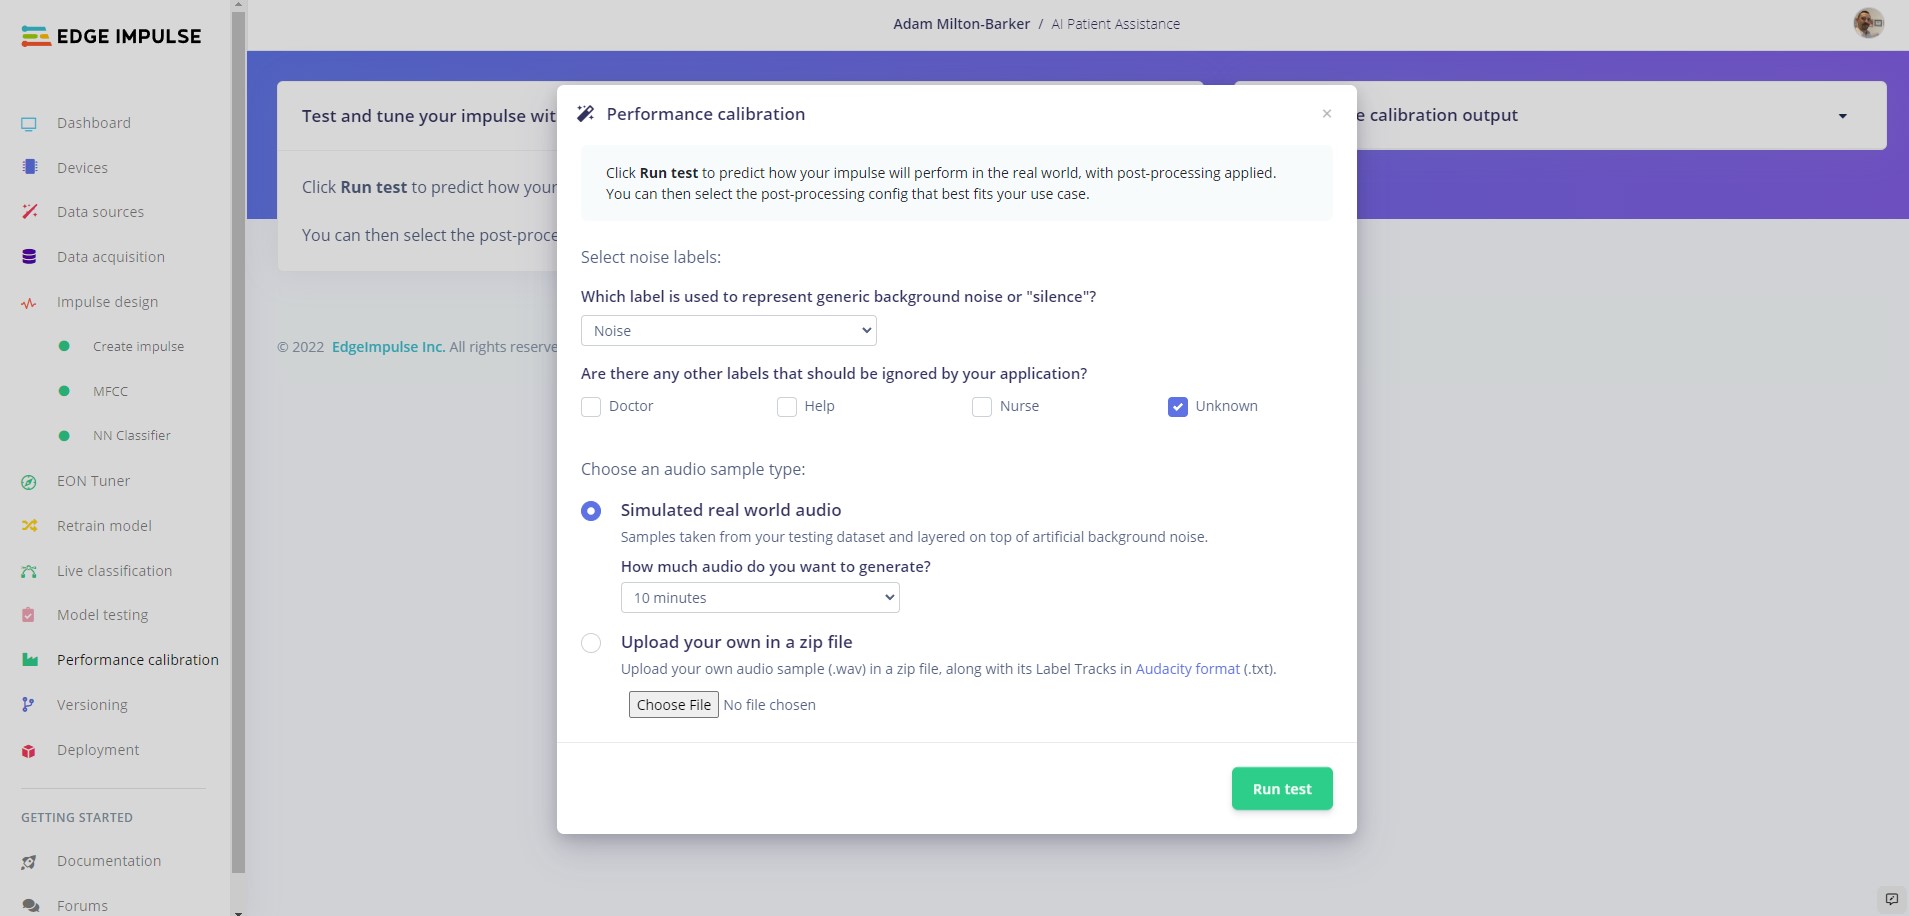 EDGE IMPULSE
Dashboard
Devices
Data sources
Data acquisition
Impulse design
Create impulse
MFCC
NN Classifier
EON Tuner
Retrain model
Live classification
Model testing
Performance calibration
Versioning
Deployment
GETTING STARTED
Documentation
Forums
Adam Milton-Barker / AI Patient Assistance
Test and tune your impulse wit
Click Run test to predict how your
You can then select the post-proce
© 2022 EdgeImpulse Inc. All rights reserve
e calibration output
Performance calibration
×
Click Run test to predict how your impulse will perform in the real world, with post-processing applied.
You can then select the post-processing config that best fits your use case.
Select noise labels:
Which label is used to represent generic background noise or "silence"?
Noise
Are there any other labels that should be ignored by your application?
Doctor Help Nurse Unknown
Choose an audio sample type:
Simulated real world audio
Samples taken from your testing dataset and layered on top of artificial background noise.
How much audio do you want to generate?
10 minutes
Upload your own in a zip file
Upload your own audio sample (.wav) in a zip file, along with its Label Tracks in Audacity format (.txt).
Choose File No file chosen
Run test